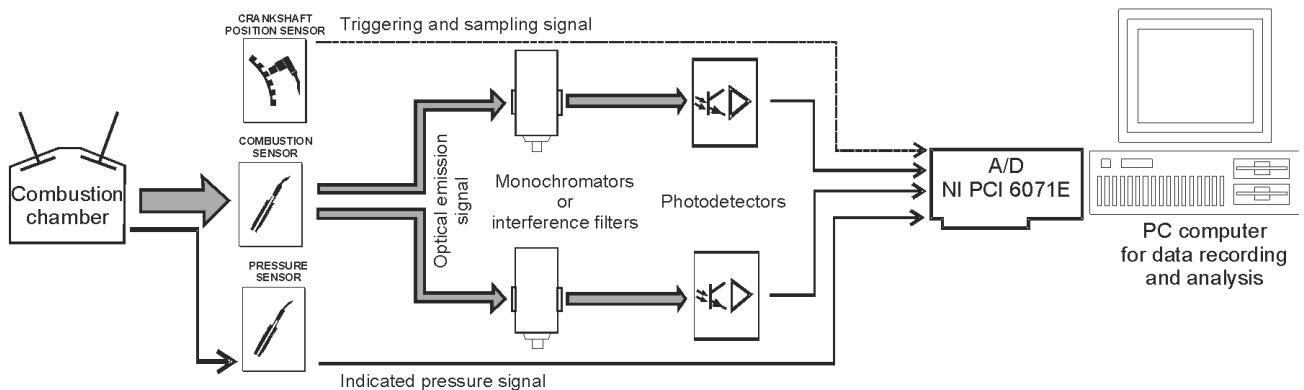 CRANKSHAFT
POSITION SENSOR
Triggering and sampling signal
COMBUSTION
SENSOR
Combustion
chamber
Optical emission
signal
Monochromators
or
interference filters
Photodetectors
A/D
NI PCI 6071E
PC computer
for data recording
and analysis
PRESSURE
SENSOR
Indicated pressure signal